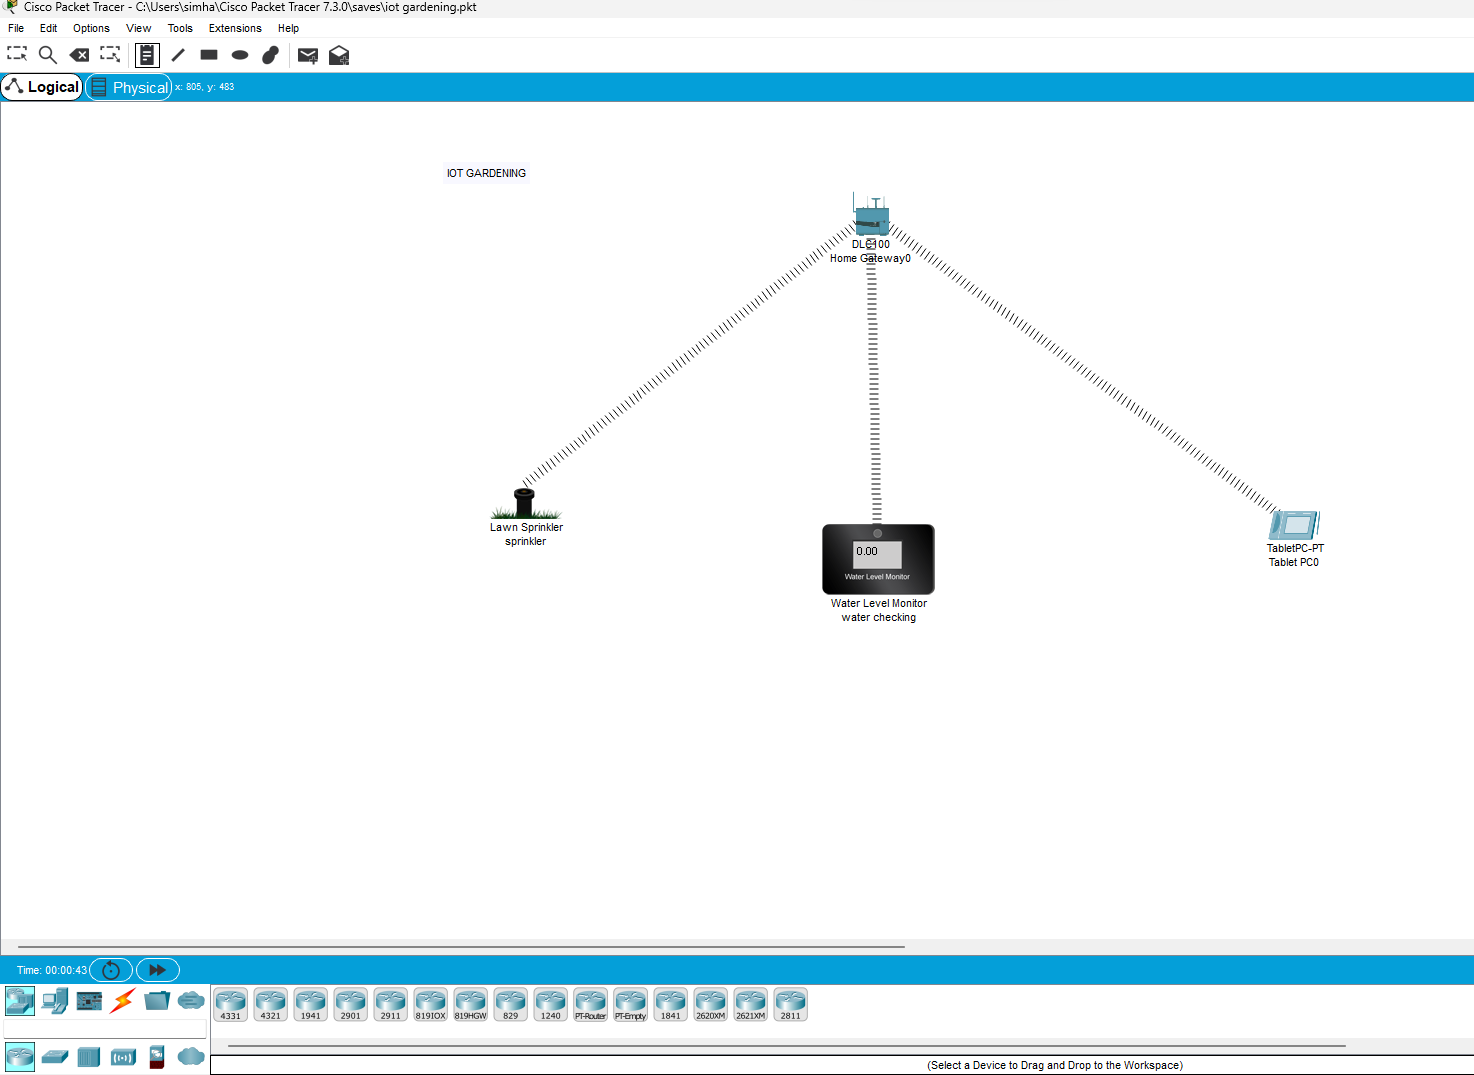 Cisco Packet Tracer - C:\Users\simha\Cisco Packet Tracer 7.3.0\saves\iot gardening.pkt
File Edit Options View Tools Extensions Help
Logical Physical x: 805, y: 483
IOT GARDENING
DLC100
Home Gateway0
Lawn Sprinkler
sprinkler
0.00
Water Level Monitor
Water Level Monitor
water checking
TabletPC-PT
Tablet PC0
Time: 00:00:43
4331 4321 1941 2901 2911 819IOX 819HGW 829 1240 PT-Router PT-Empty 1841 2620XM 2621XM 2811
(Select a Device to Drag and Drop to the Workspace)